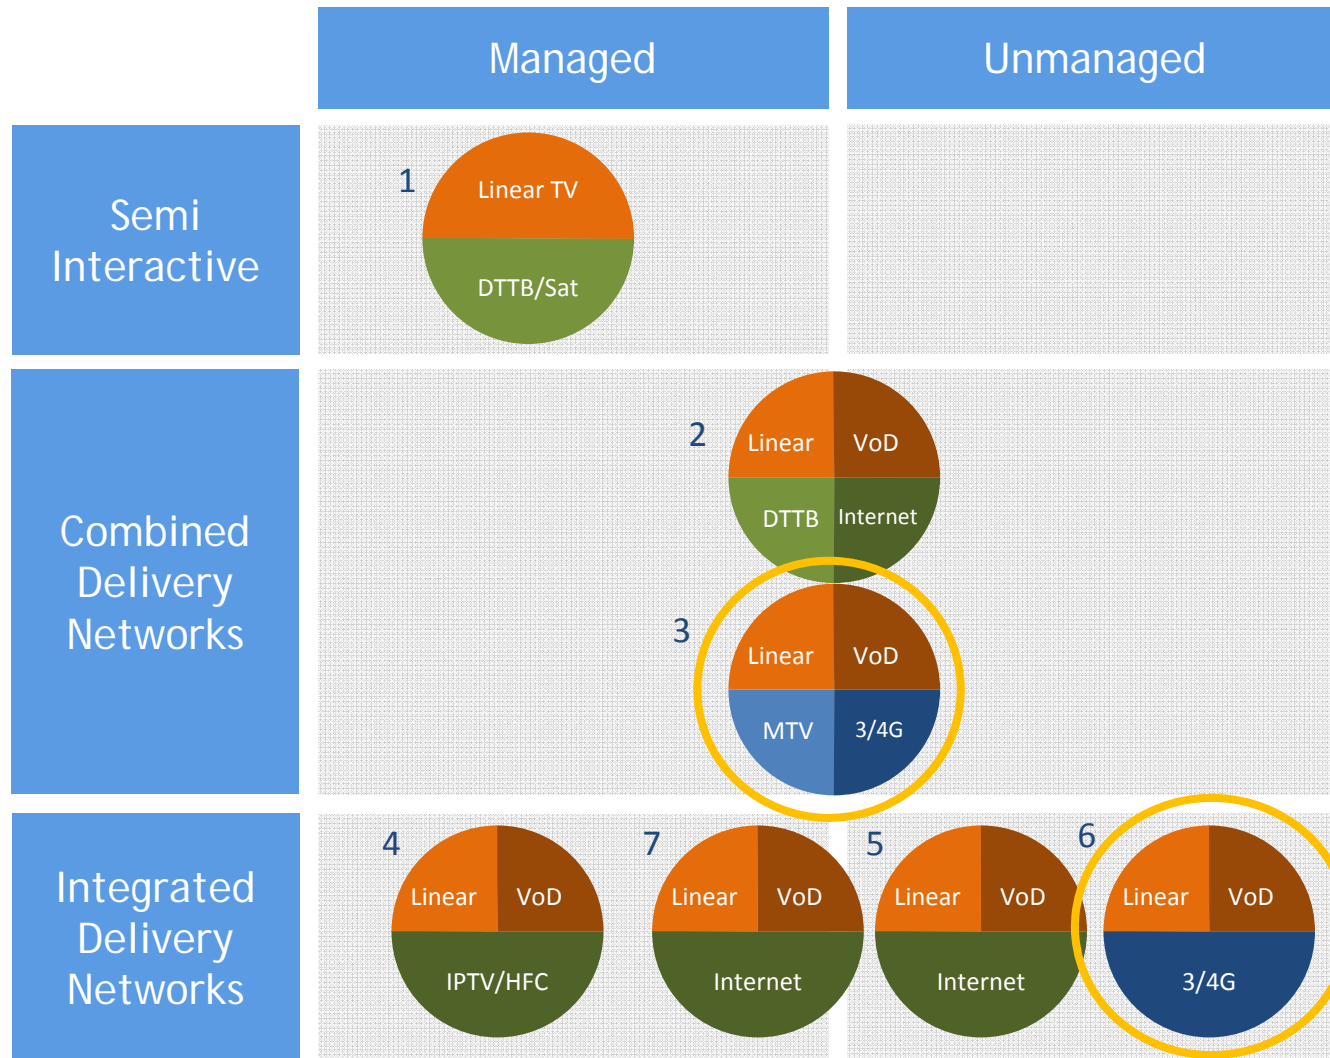 Managed
Unmanaged
Semi
Interactive
1
Linear TV
DTTB/Sat
Combined
Delivery
Networks
2
Linear
VoD
DTTB
Internet
3
Linear
VoD
MTV
3/4G
Integrated
Delivery
Networks
4
Linear
VoD
IPTV/HFC
7
Linear
VoD
Internet
5
Linear
VoD
Internet
6
Linear
VoD
3/4G